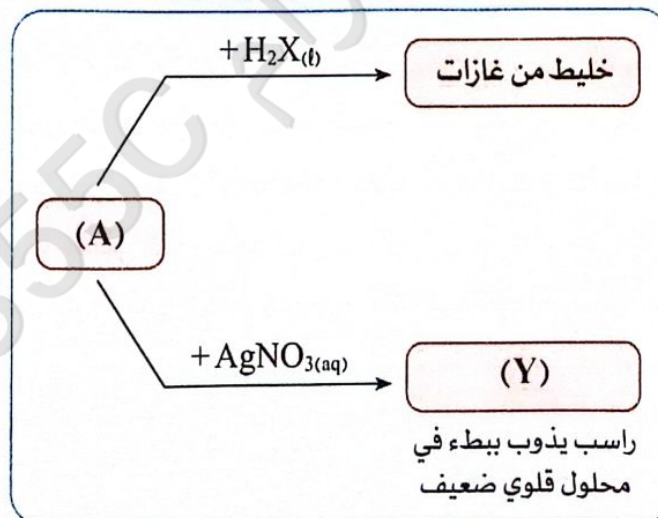 +H₂X(ℓ)
خليط من غازات
(A)
+AgNO₃(aq)
(Y)
راسب يذوب ببطء في
محلول قلوي ضعيف